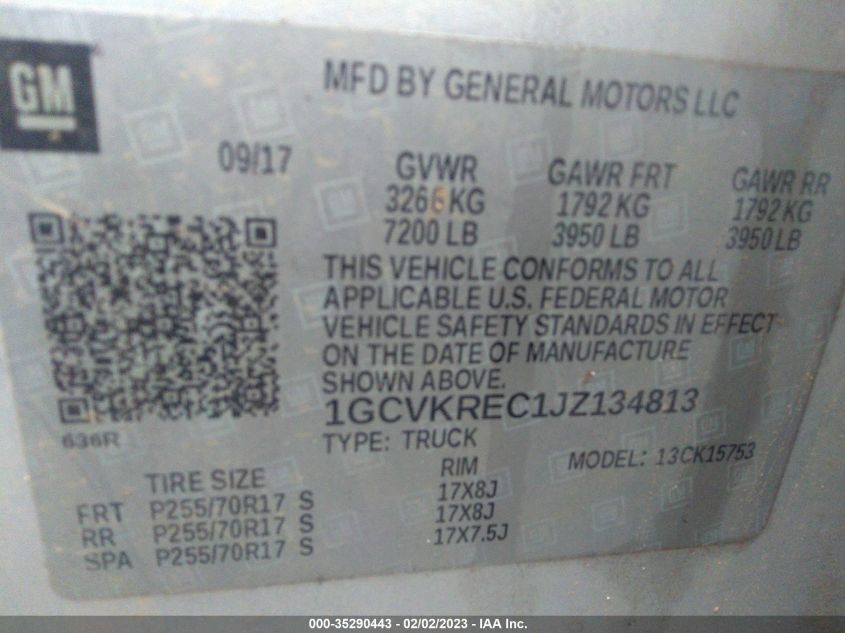 GM
MFD BY GENERAL MOTORS LLC
09/17
GVWR GAWR FRT GAWR RR
3266 KG 1792 KG 1792 KG
7200 LB 3950 LB 3950 LB
THIS VEHICLE CONFORMS TO ALL
APPLICABLE U.S. FEDERAL MOTOR
VEHICLE SAFETY STANDARDS IN EFFECT
ON THE DATE OF MANUFACTURE
SHOWN ABOVE.
1GCVKREC1JZ134813
636R
TYPE: TRUCK MODEL: 13CK15753
TIRE SIZE RIM
FRT P255/70R17 S 17X8J
RR P255/70R17 S 17X8J
SPA P255/70R17 S 17X7.5J
000-35290443 - 02/02/2023 - IAA Inc.